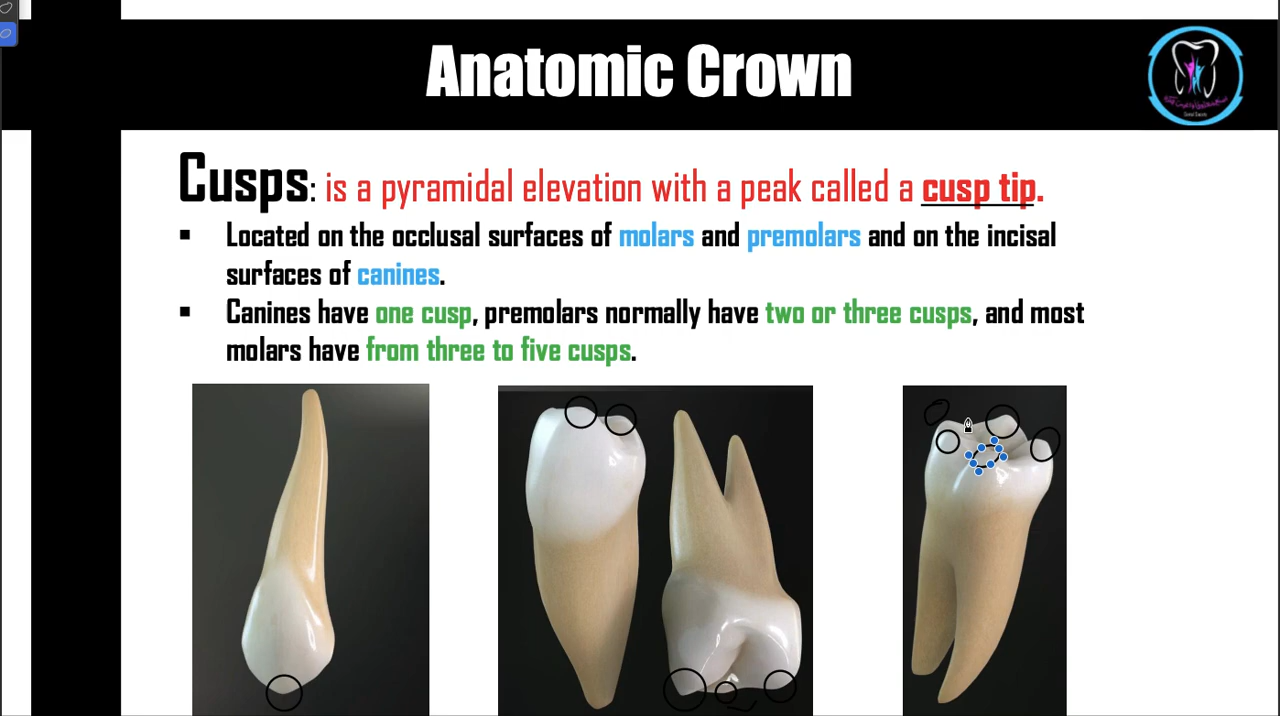 Anatomic Crown
Cusps: is a pyramidal elevation with a peak called a cusp tip.
▪ Located on the occlusal surfaces of molars and premolars and on the incisal
surfaces of canines.
▪ Canines have one cusp, premolars normally have two or three cusps, and most
molars have from three to five cusps.